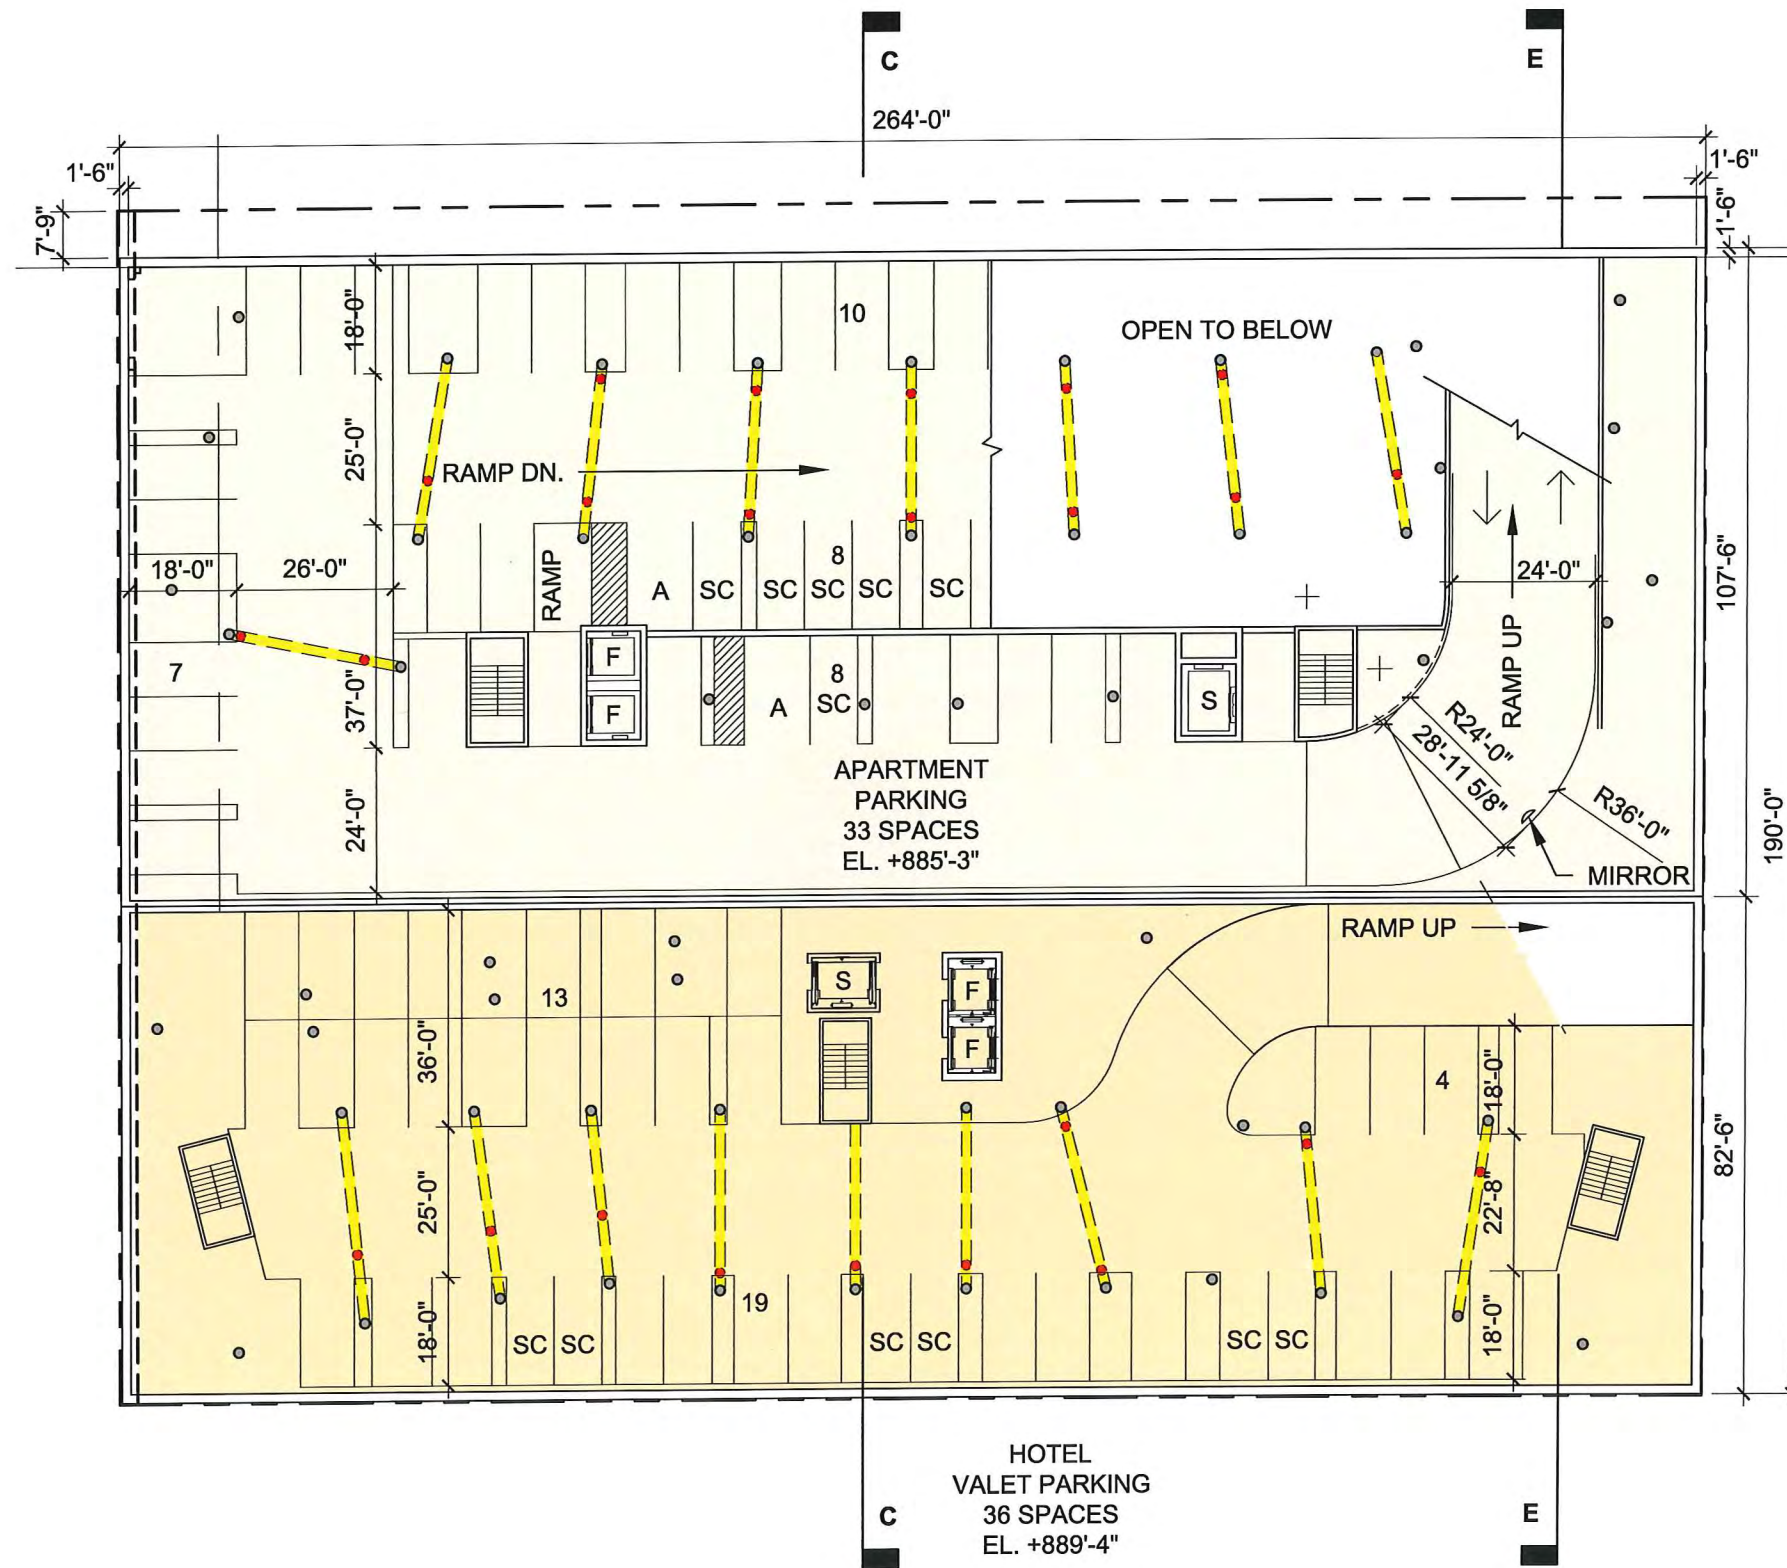 C
E
264'-0"
1'-6"
1'-6"
7'-9"
1'-6"
18'-0"
10
OPEN TO BELOW
25'-0"
RAMP DN.
18'-0"
26'-0"
RAMP
A
SC
SC
8
SC
SC
SC
24'-0"
107'-6"
RAMP UP
7
37'-0"
F
F
A
8
SC
S
R24'-0"
28'-11 5/8"
R36'-0"
MIRROR
24'-0"
APARTMENT
PARKING
33 SPACES
EL. +885'-3"
190'-0"
RAMP UP
S
F
F
13
36'-0"
4
18'-0"
25'-0"
22'-8"
82'-6"
19
18'-0"
SC
SC
SC
SC
SC
SC
18'-0"
HOTEL
VALET PARKING
36 SPACES
EL. +889'-4"
C
E